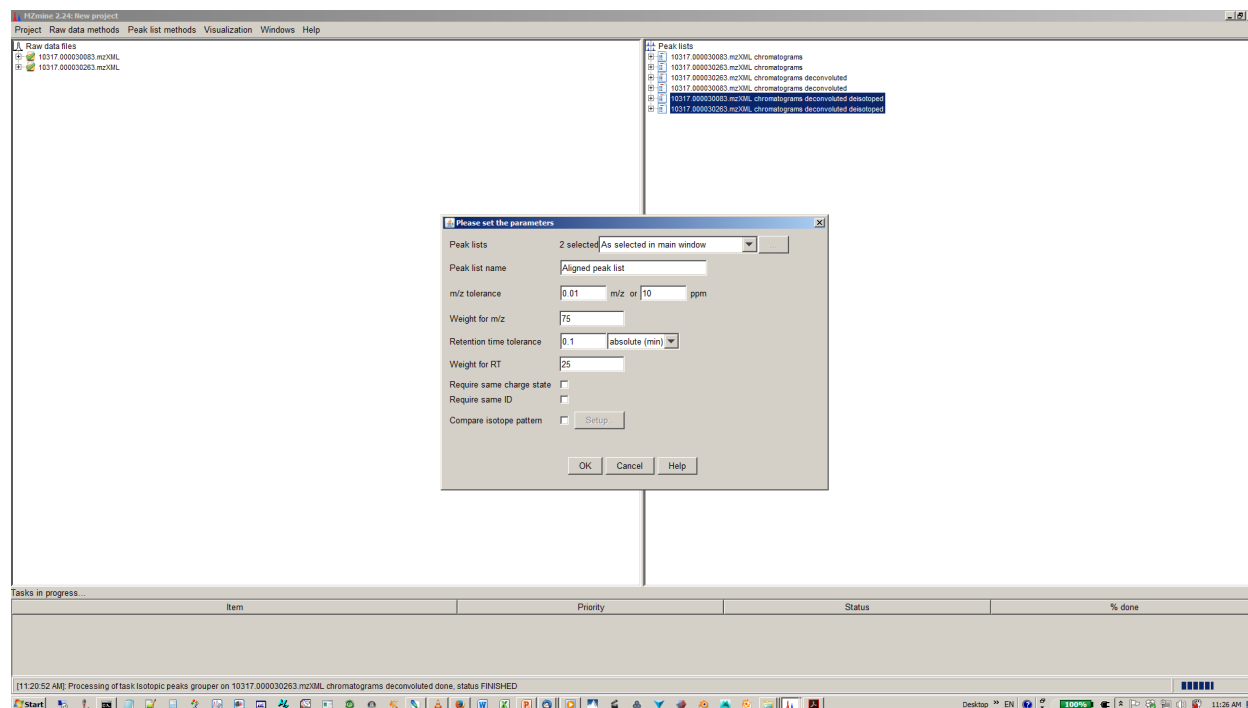 MZmine 2.24: New project
Project Raw data methods Peak list methods Visualization Windows Help
Raw data files
10317.000030083.mzXML
10317.000030263.mzXML
Peak lists
10317.000030083.mzXML chromatograms
10317.000030263.mzXML chromatograms
10317.000030263.mzXML chromatograms deconvoluted
10317.000030083.mzXML chromatograms deconvoluted
10317.000030083.mzXML chromatograms deconvoluted deisotoped
10317.000030263.mzXML chromatograms deconvoluted deisotoped
Please set the parameters
Peak lists 2 selected As selected in main window ...
Peak list name Aligned peak list
m/z tolerance 0.01 m/z or 10 ppm
Weight for m/z 75
Retention time tolerance 0.1 absolute (min)
Weight for RT 25
Require same charge state
Require same ID
Compare isotope pattern Setup...
OK Cancel Help
Tasks in progress...
Item Priority Status % done
[11:20:52 AM]: Processing of task Isotopic peaks grouper on 10317.000030263.mzXML chromatograms deconvoluted done, status FINISHED
Start Desktop » EN 100% 11:26 AM